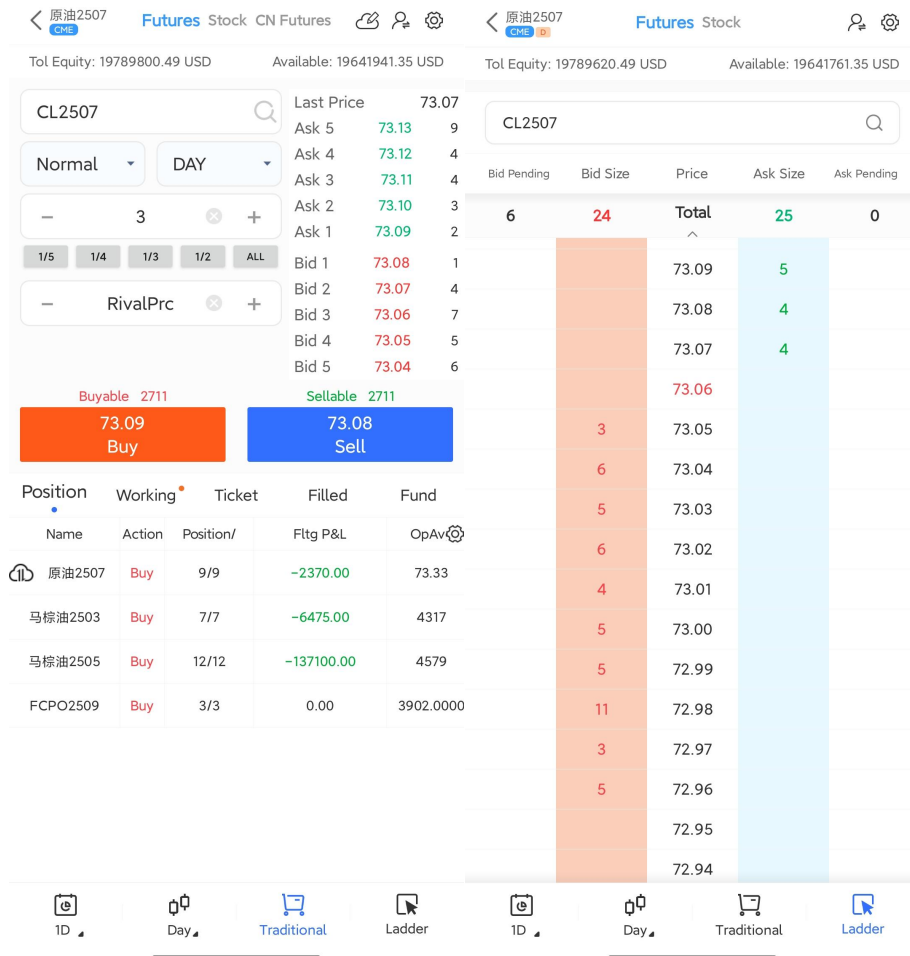 原油2507 Futures Stock CN Futures
CME
Tol Equity: 19789800.49 USD Available: 19641941.35 USD
CL2507
Normal DAY
− 3 +
1/5 1/4 1/3 1/2 ALL
− RivalPrc +
Last Price 73.07
Ask 5 73.13 9
Ask 4 73.12 4
Ask 3 73.11 4
Ask 2 73.10 3
Ask 1 73.09 2
Bid 1 73.08 1
Bid 2 73.07 4
Bid 3 73.06 7
Bid 4 73.05 5
Bid 5 73.04 6
Buyable 2711 Sellable 2711
73.09 73.08
Buy Sell
Position Working Ticket Filled Fund
Name Action Position/ Fltg P&L OpAv
原油2507 Buy 9/9 −2370.00 73.33
马棕油2503 Buy 7/7 −6475.00 4317
马棕油2505 Buy 12/12 −137100.00 4579
FCPO2509 Buy 3/3 0.00 3902.0000
1D Day Traditional Ladder
原油2507 Futures Stock
CME D
Tol Equity: 19789620.49 USD Available: 19641761.35 USD
CL2507
Bid Pending Bid Size Price Ask Size Ask Pending
6 24 Total 25 0
73.09 5
73.08 4
73.07 4
73.06
3 73.05
6 73.04
5 73.03
6 73.02
4 73.01
5 73.00
5 72.99
11 72.98
3 72.97
5 72.96
72.95
72.94
1D Day Traditional Ladder